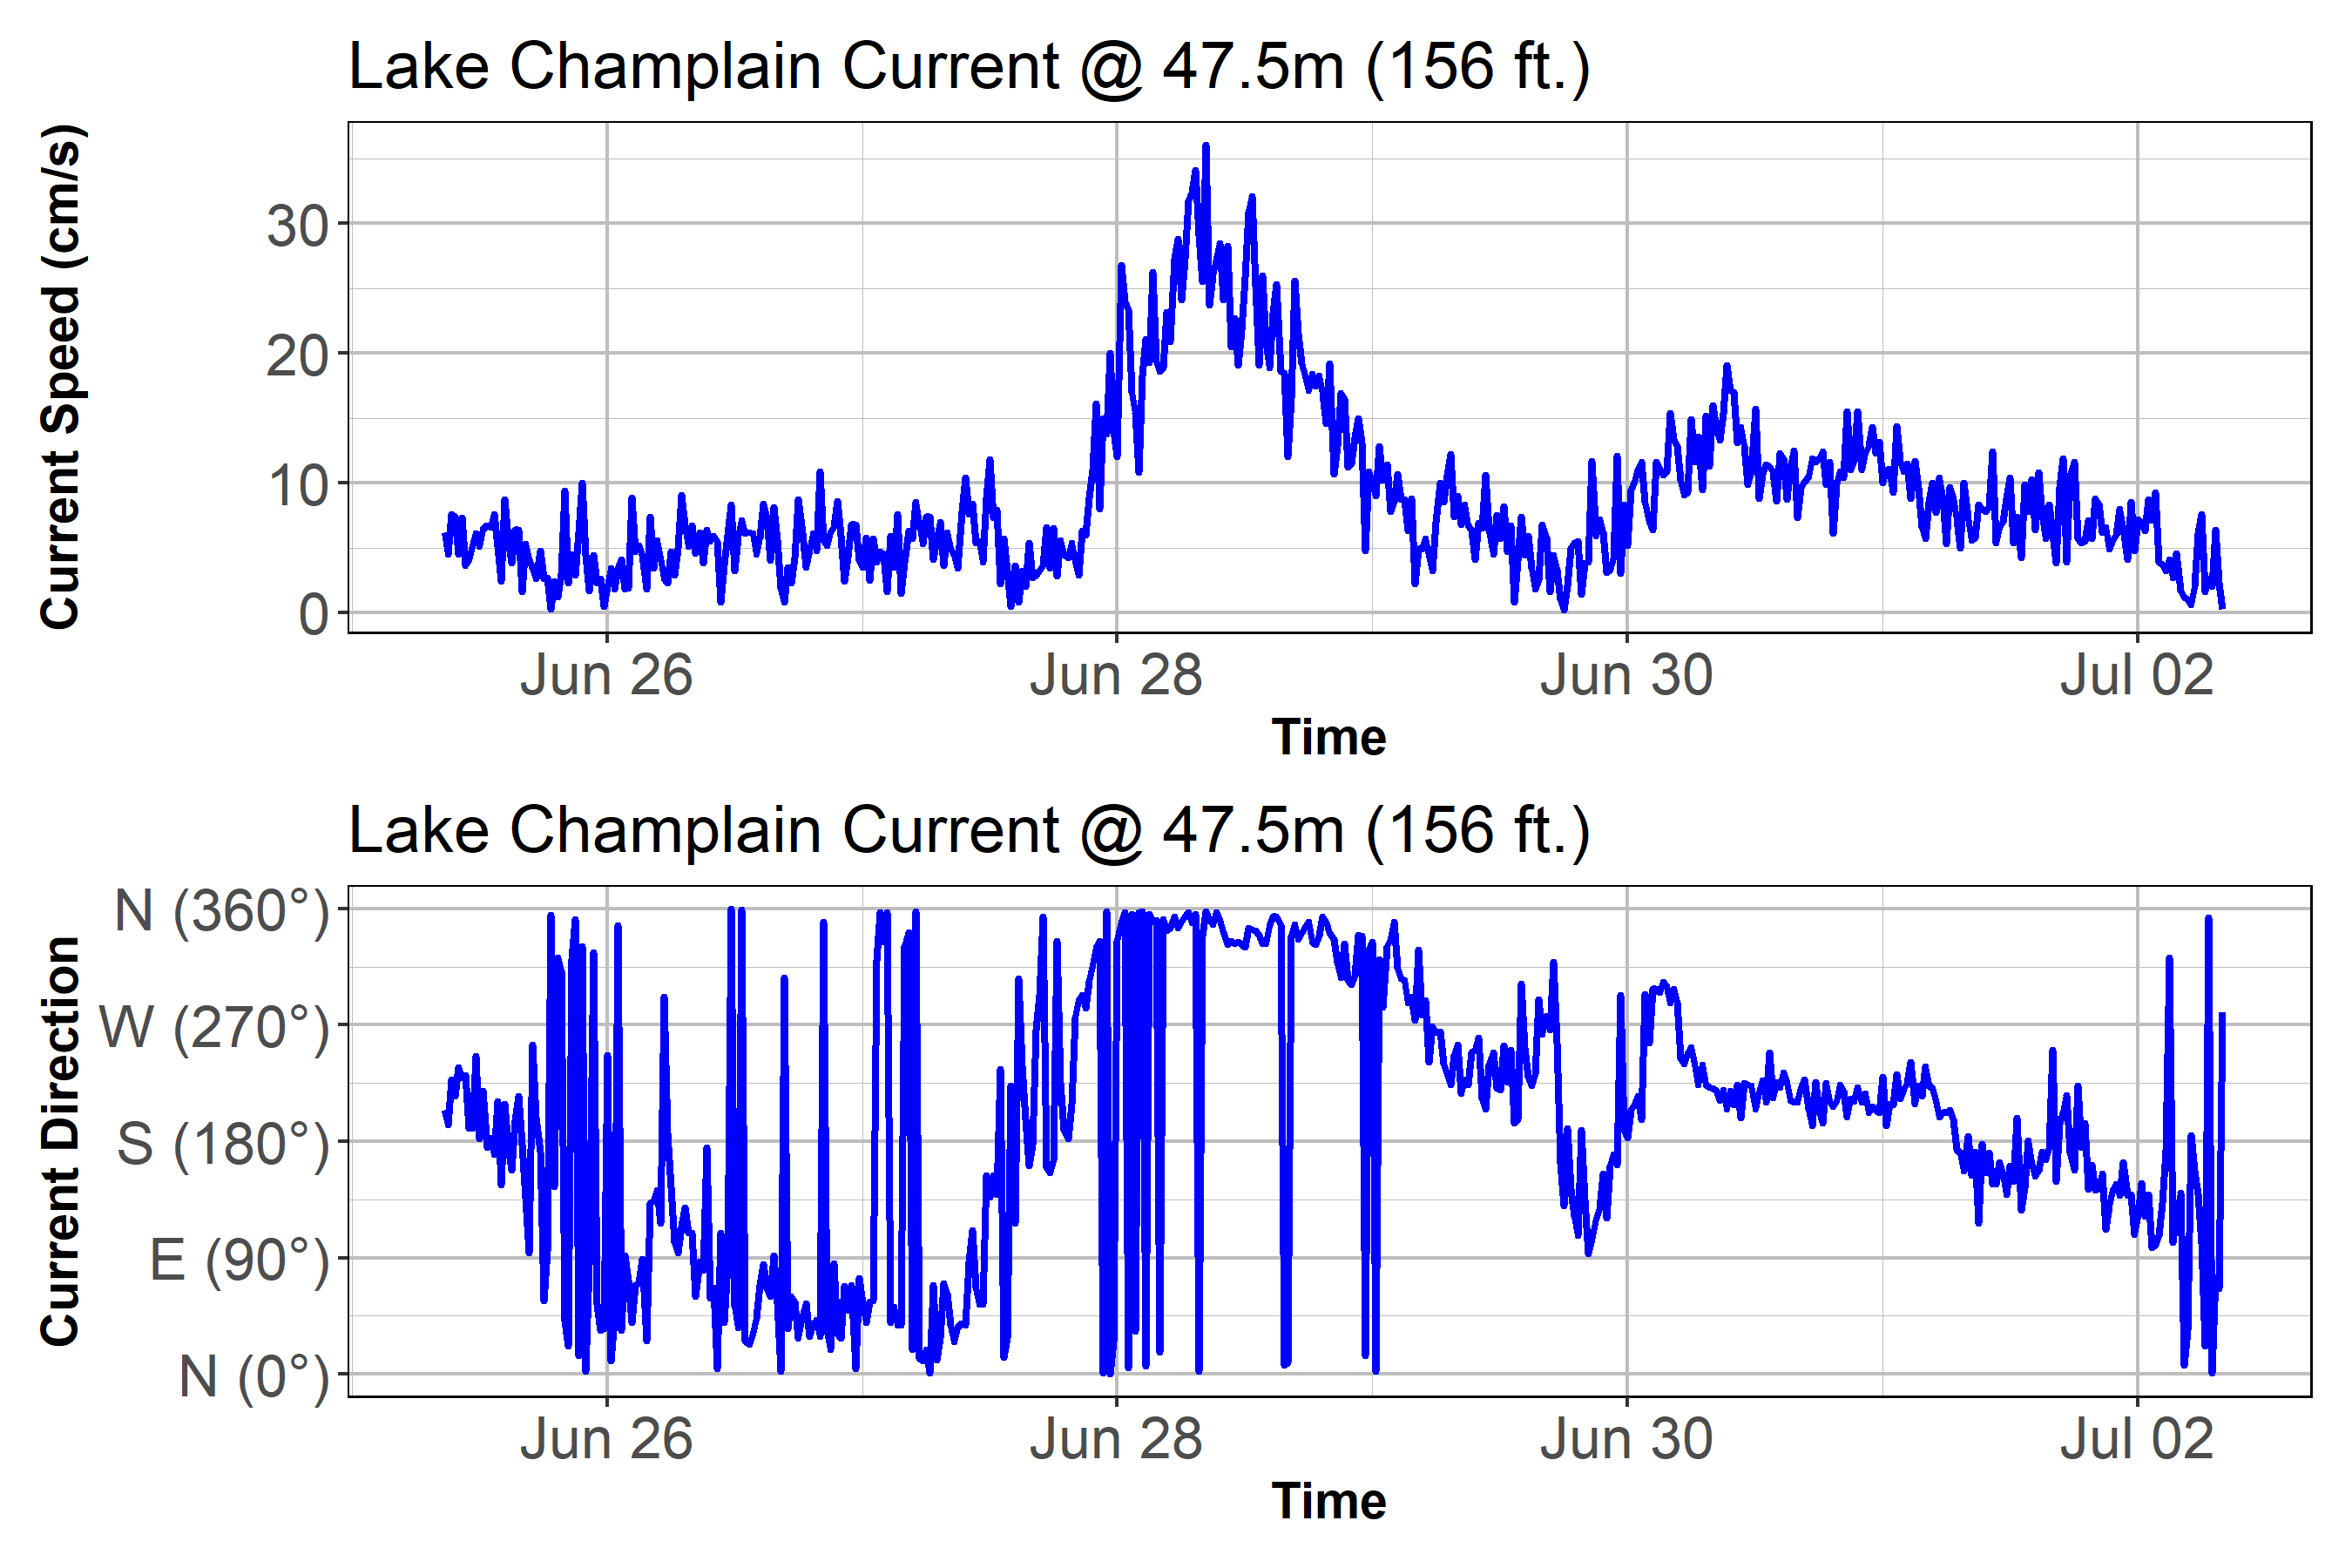 Lake Champlain Current @ 47.5m (156 ft.)
Current Speed (cm/s)
30
20
10
0
Jun 26
Jun 28
Jun 30
Jul 02
Time
Lake Champlain Current @ 47.5m (156 ft.)
Current Direction
N (360°)
W (270°)
S (180°)
E (90°)
N (0°)
Jun 26
Jun 28
Jun 30
Jul 02
Time